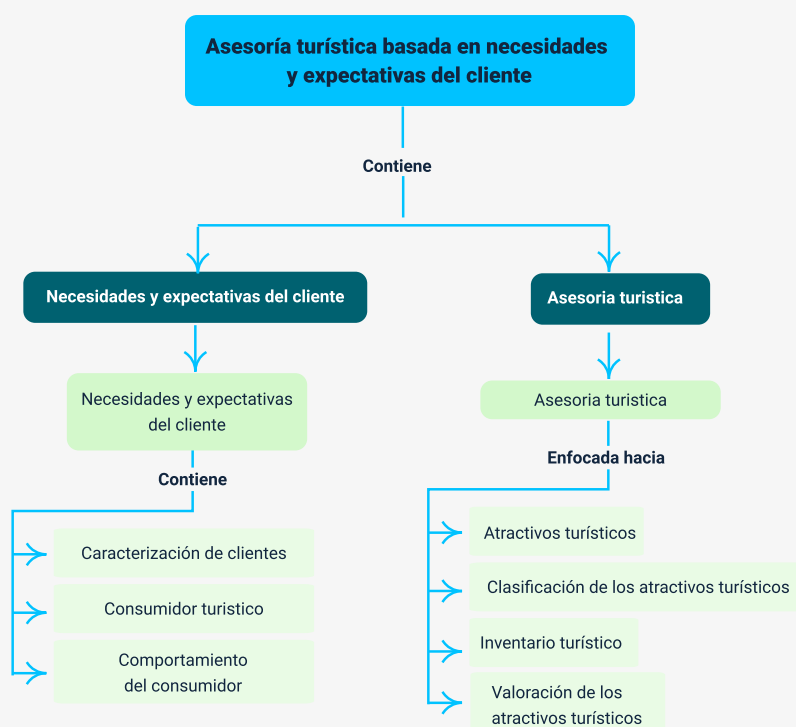 Asesoría turística basada en necesidades
y expectativas del cliente
Contiene
Necesidades y expectativas del cliente
Asesoria turistica
Necesidades y expectativas
del cliente
Asesoria turistica
Contiene
Enfocada hacia
Caracterización de clientes
Consumidor turistico
Comportamiento
del consumidor
Atractivos turísticos
Clasificación de los atractivos turísticos
Inventario turístico
Valoración de los
atractivos turísticos